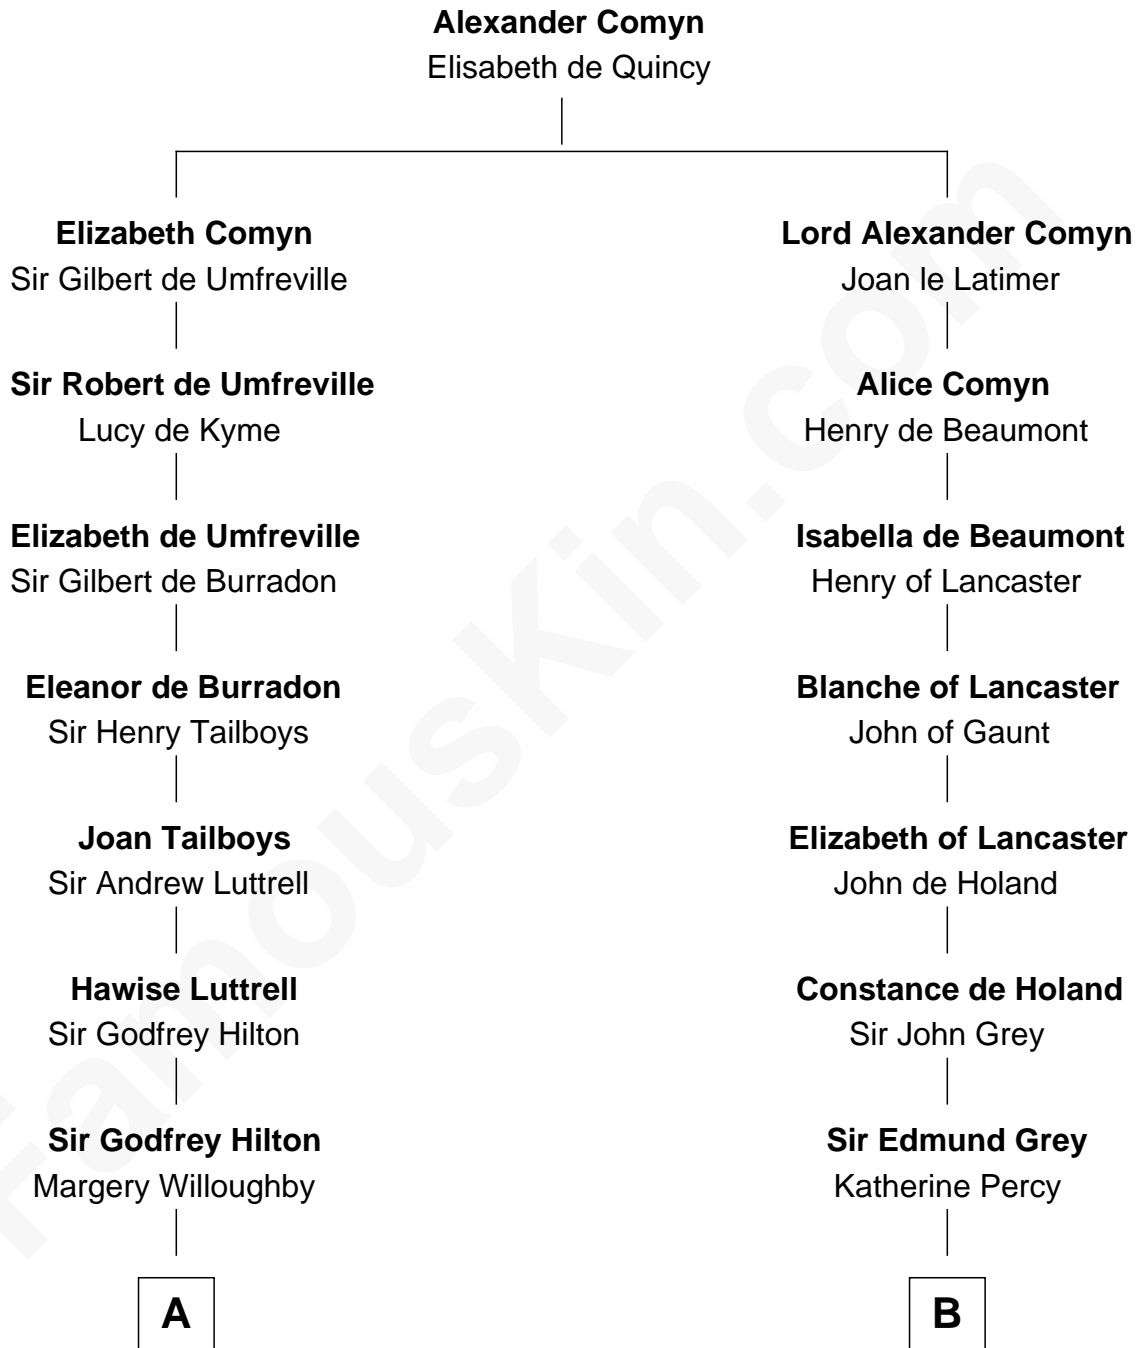 Alexander Comyn
Elisabeth de Quincy
Elizabeth Comyn
Sir Gilbert de Umfreville
Lord Alexander Comyn
Joan le Latimer
Sir Robert de Umfreville
Lucy de Kyme
Alice Comyn
Henry de Beaumont
Elizabeth de Umfreville
Sir Gilbert de Burradon
Isabella de Beaumont
Henry of Lancaster
Eleanor de Burradon
Sir Henry Tailboys
Blanche of Lancaster
John of Gaunt
Joan Tailboys
Sir Andrew Luttrell
Elizabeth of Lancaster
John de Holand
Hawise Luttrell
Sir Godfrey Hilton
Constance de Holand
Sir John Grey
Sir Godfrey Hilton
Margery Willoughby
Sir Edmund Grey
Katherine Percy
A
B
FamousKin.com